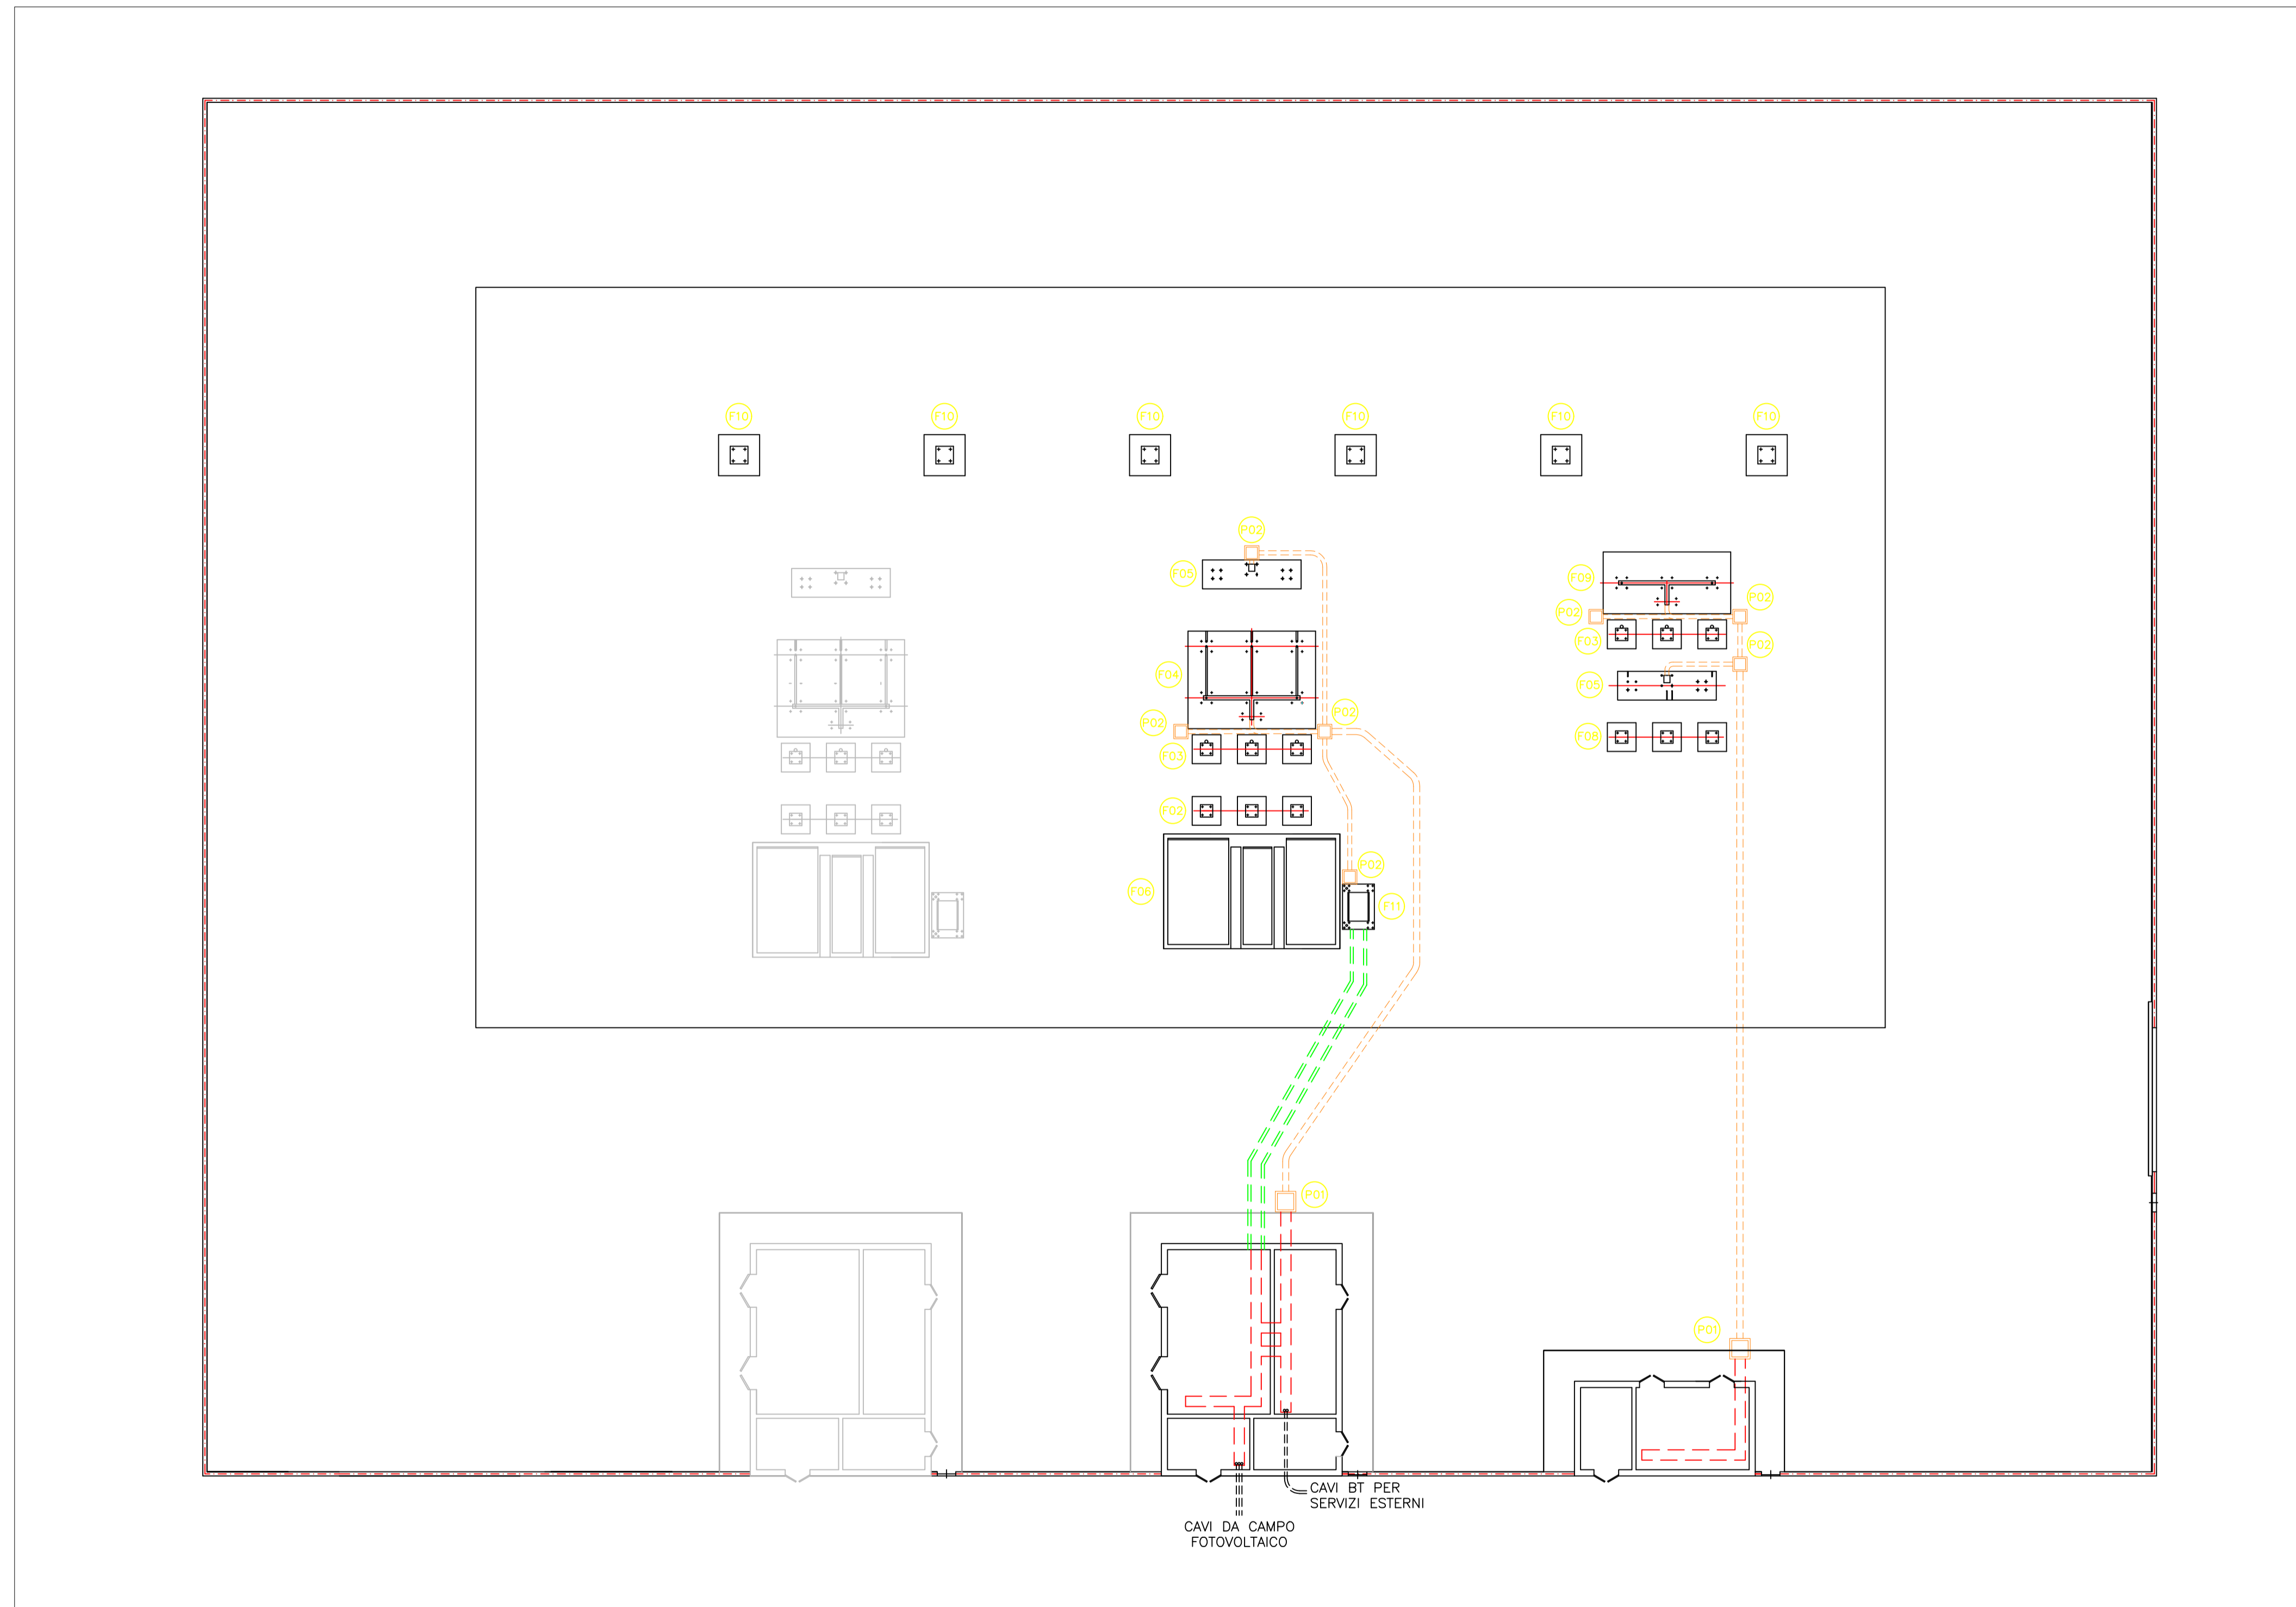 F10
F10
F10
F10
F10
F10
P02
F05
F09
P02
P02
F03
P02
F04
F05
P02
P02
F03
F08
F02
P02
F06
F11
P01
P01
CAVI BT PER
SERVIZI ESTERNI
CAVI DA CAMPO
FOTOVOLTAICO